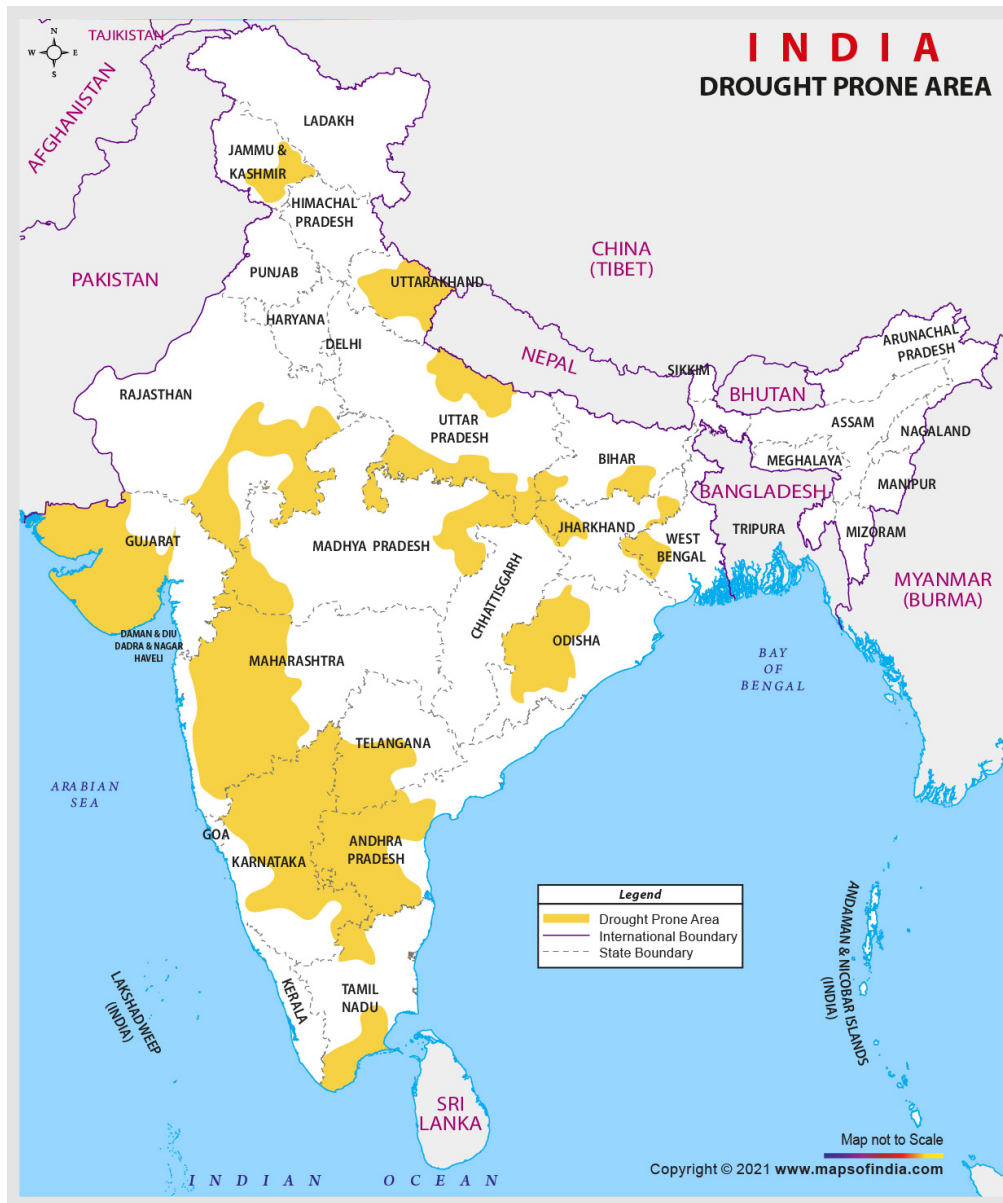 I N D I A
DROUGHT PRONE AREA
N
W
E
S
TAJIKISTAN
AFGHANISTAN
LADAKH
JAMMU &
KASHMIR
HIMACHAL
PRADESH
CHINA
(TIBET)
PAKISTAN
PUNJAB
UTTARAKHAND
HARYANA
DELHI
NEPAL
SIKKIM
ARUNACHAL
PRADESH
BHUTAN
RAJASTHAN
UTTAR
PRADESH
ASSAM
NAGALAND
BIHAR
MEGHALAYA
MANIPUR
BANGLADESH
GUJARAT
MADHYA PRADESH
JHARKHAND
WEST
BENGAL
TRIPURA
MIZORAM
MYANMAR
(BURMA)
CHHATTISGARH
DAMAN & DIU
DADRA & NAGAR
HAVELI
MAHARASHTRA
ODISHA
BAY
OF
BENGAL
TELANGANA
ARABIAN
SEA
GOA
KARNATAKA
ANDHRA
PRADESH
Legend
Drought Prone Area
International Boundary
State Boundary
ANDAMAN & NICOBAR ISLANDS
(INDIA)
LAKSHADWEEP
(INDIA)
KERALA
TAMIL
NADU
SRI
LANKA
Map not to Scale
Copyright © 2021 www.mapsofindia.com
I N D I A N O C E A N